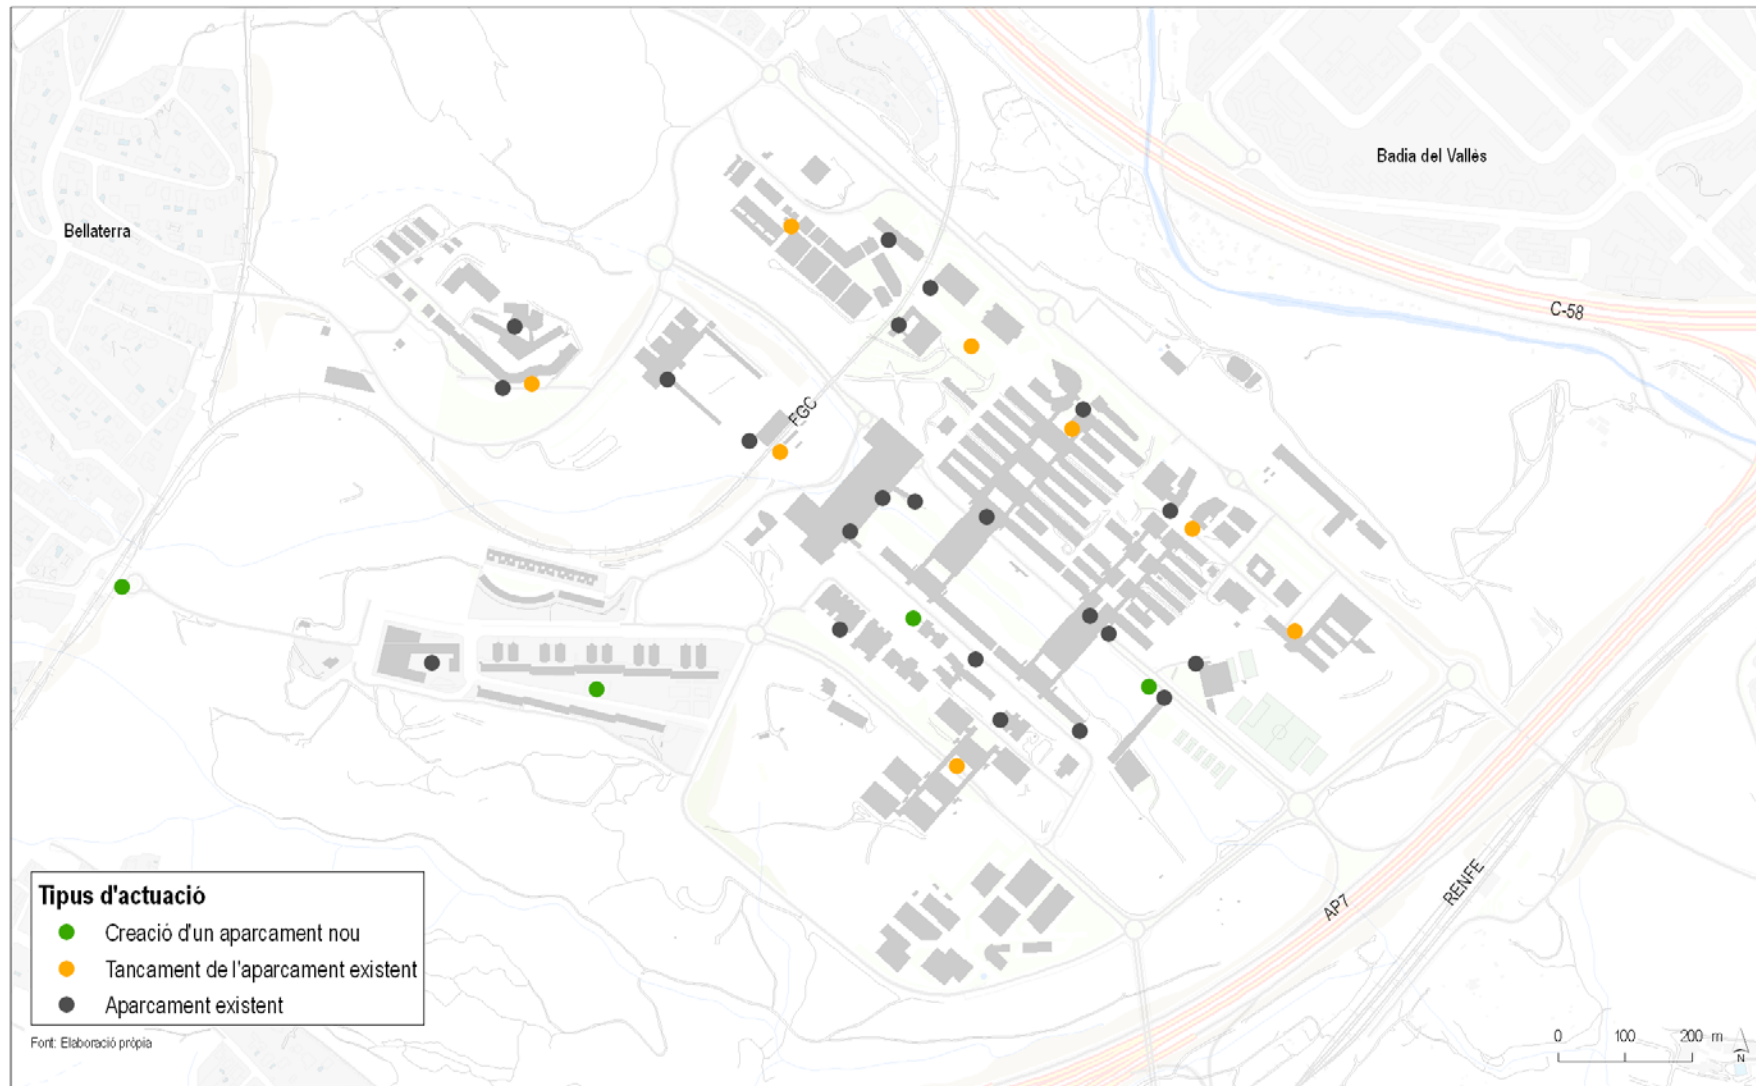 Badia del Vallès
Bellaterra
C-58
FGC
Tipus d'actuació
Creació d'un aparcament nou
Tancament de l'aparcament existent
Aparcament existent
AP7
RENFE
Font: Elaboració pròpia
0 100 200 m
N